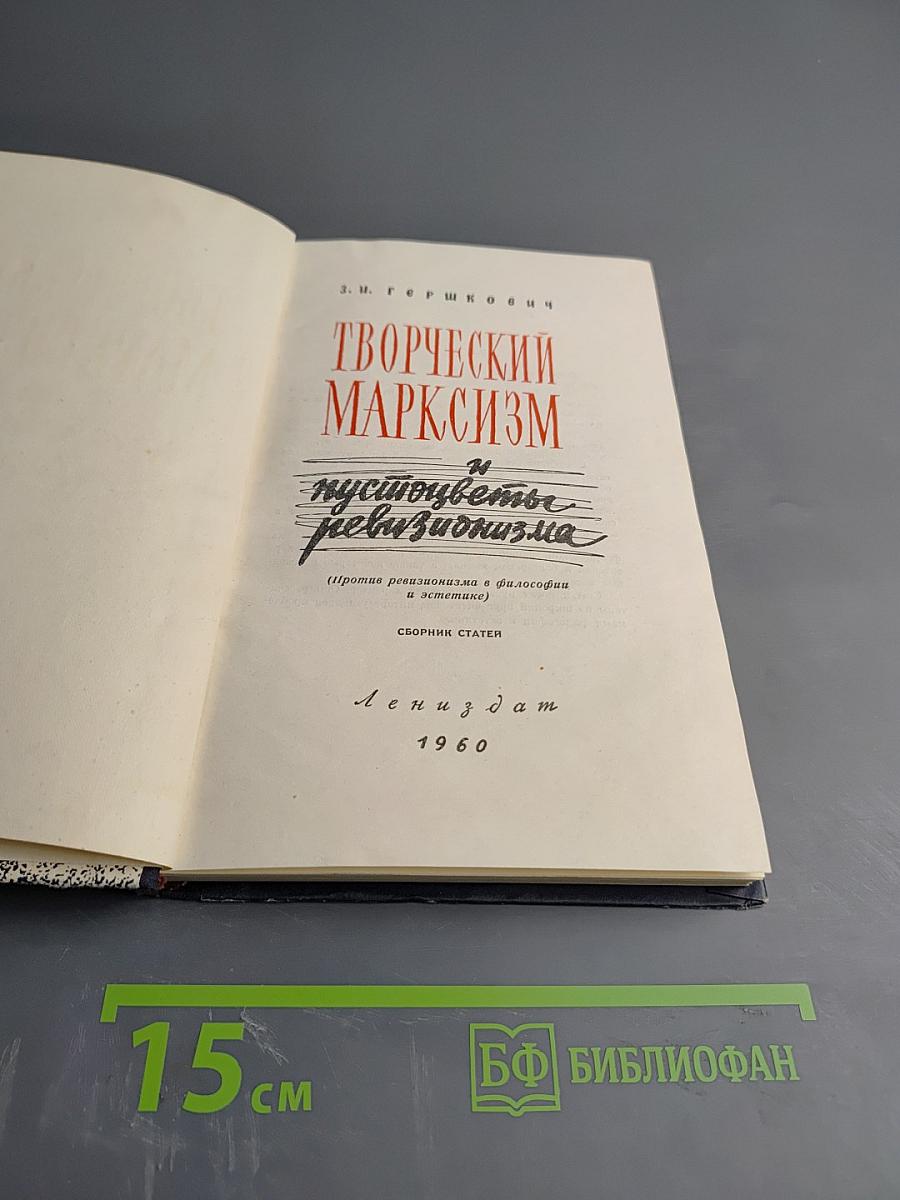 З. И. Гершкович
ТВОРЧЕСКИЙ
МАРКСИЗМ
и
пустоцветы
ревизионизма
(Против ревизионизма в философии
и эстетике)
СБОРНИК СТАТЕЙ
Лениздат
1960
15 см
БФ БИБЛИОФАН